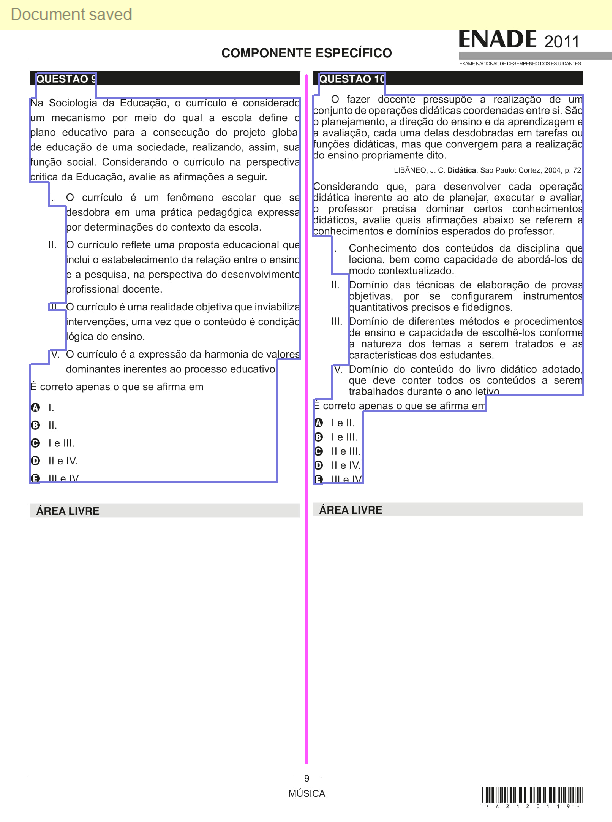 Document saved
ENADE 2011
EXAME NACIONAL DE DESEMPENHO DOS ESTUDANTES
COMPONENTE ESPECÍFICO
QUESTÃO 9
Na Sociologia da Educação, o currículo é considerado
um mecanismo por meio do qual a escola define o
plano educativo para a consecução do projeto global
de educação de uma sociedade, realizando, assim, sua
função social. Considerando o currículo na perspectiva
crítica da Educação, avalie as afirmações a seguir.
I. O currículo é um fenômeno escolar que se
desdobra em uma prática pedagógica expressa
por determinações do contexto da escola.
II. O currículo reflete uma proposta educacional que
inclui o estabelecimento da relação entre o ensino
e a pesquisa, na perspectiva do desenvolvimento
profissional docente.
III. O currículo é uma realidade objetiva que inviabiliza
intervenções, uma vez que o conteúdo é condição
lógica do ensino.
IV. O currículo é a expressão da harmonia de valores
dominantes inerentes ao processo educativo.
É correto apenas o que se afirma em
A I.
B II.
C I e III.
D II e IV.
E III e IV.
ÁREA LIVRE
QUESTÃO 10
O fazer docente pressupõe a realização de um
conjunto de operações didáticas coordenadas entre si. São
o planejamento, a direção do ensino e da aprendizagem e
a avaliação, cada uma delas desdobradas em tarefas ou
funções didáticas, mas que convergem para a realização
do ensino propriamente dito.
LIBÂNEO, J. C. Didática. São Paulo: Cortez, 2004, p. 72
Considerando que, para desenvolver cada operação
didática inerente ao ato de planejar, executar e avaliar,
o professor precisa dominar certos conhecimentos
didáticos, avalie quais afirmações abaixo se referem a
conhecimentos e domínios esperados do professor.
I. Conhecimento dos conteúdos da disciplina que
leciona, bem como capacidade de abordá-los de
modo contextualizado.
II. Domínio das técnicas de elaboração de provas
objetivas, por se configurarem instrumentos
quantitativos precisos e fidedignos.
III. Domínio de diferentes métodos e procedimentos
de ensino e capacidade de escolhê-los conforme
a natureza dos temas a serem tratados e as
características dos estudantes.
IV. Domínio do conteúdo do livro didático adotado,
que deve conter todos os conteúdos a serem
trabalhados durante o ano letivo.
É correto apenas o que se afirma em
A I e II.
B I e III.
C II e III.
D II e IV.
E III e IV.
ÁREA LIVRE
9
MÚSICA